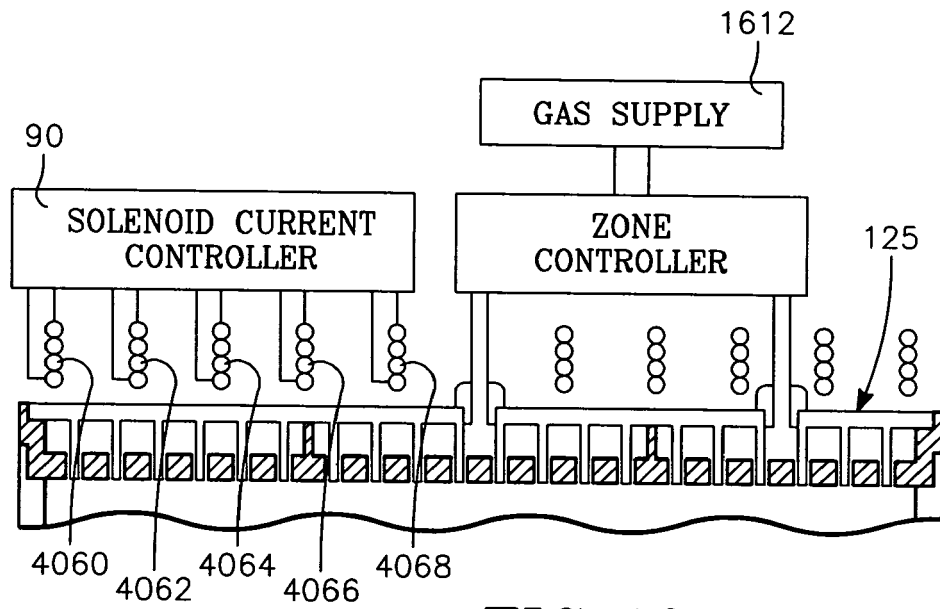 1612
GAS SUPPLY
90
SOLENOID CURRENT
CONTROLLER
ZONE
CONTROLLER
125
4060
4062
4064
4066
4068